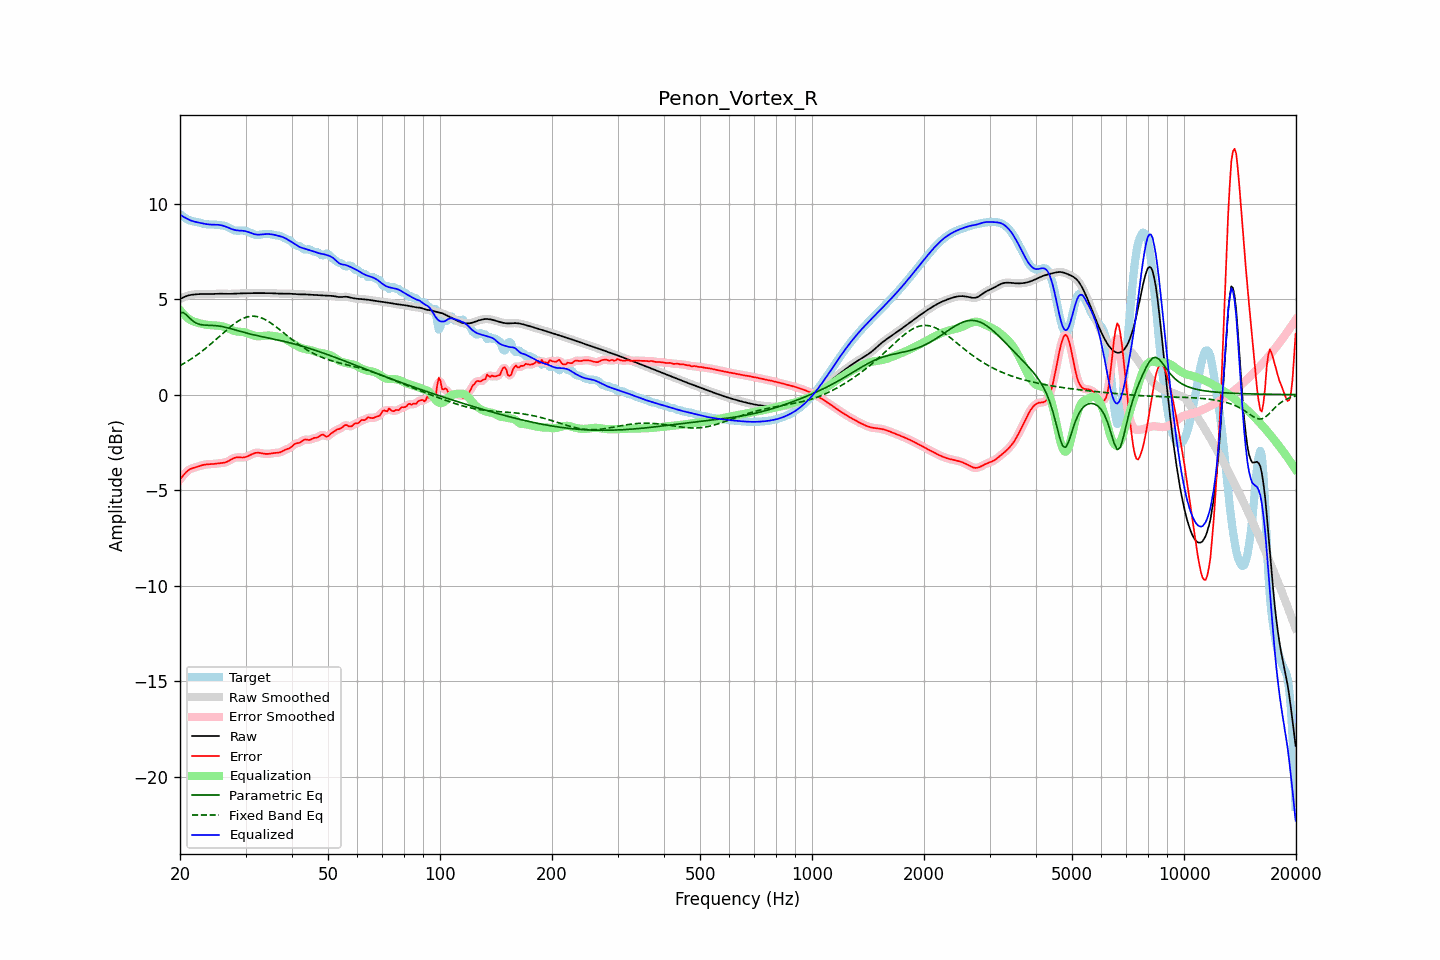 Penon_Vortex_R
Amplitude (dBr)
10
5
0
−5
−10
−15
−20
Target
Raw Smoothed
Error Smoothed
Raw
Error
Equalization
Parametric Eq
Fixed Band Eq
Equalized
20 50 100 200 500 1000 2000 5000 10000 20000
Frequency (Hz)